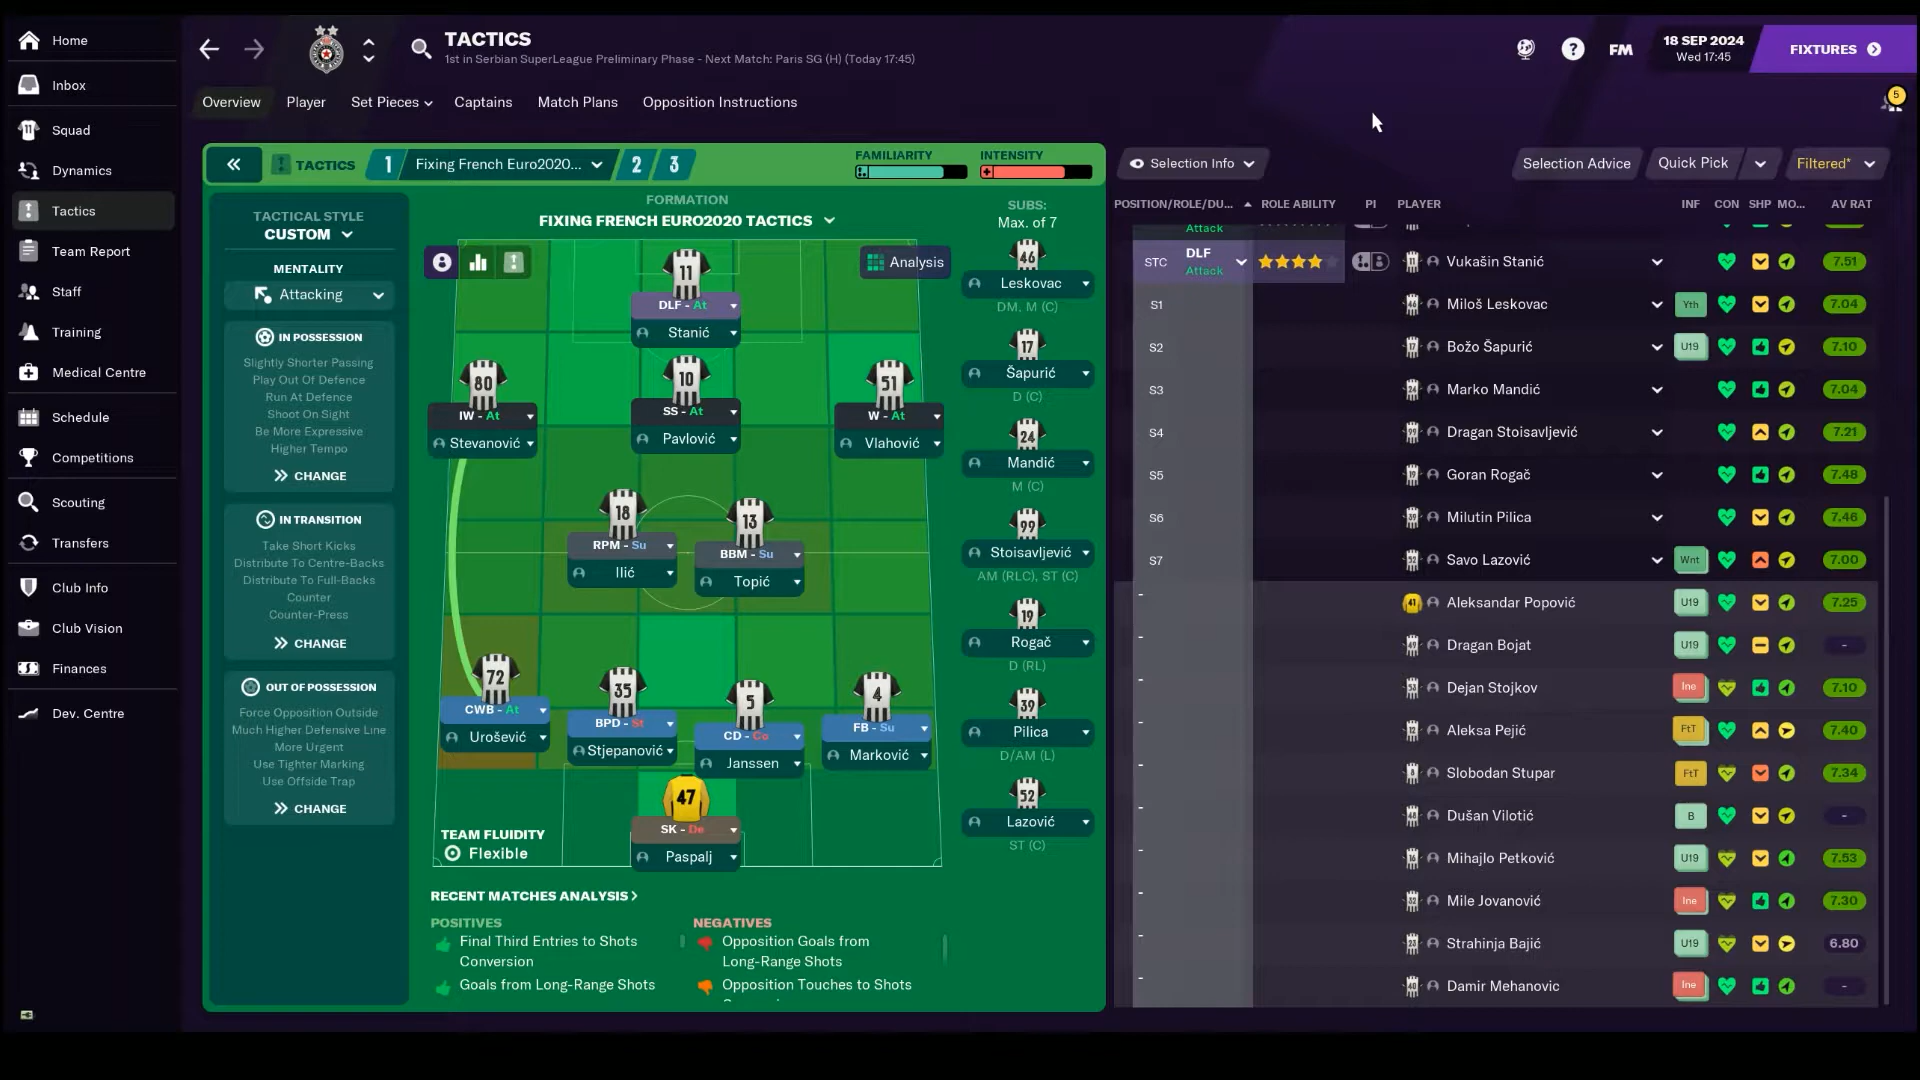 Home
Inbox
Squad
Dynamics
Tactics
Team Report
Staff
Training
Medical Centre
Schedule
Competitions
Scouting
Transfers
Club Info
Club Vision
Finances
Dev. Centre
TACTICS
1st in Serbian SuperLeague Preliminary Phase - Next Match: Paris SG (H) (Today 17:45)
FM
18 SEP 2024
Wed 17:45
FIXTURES
5
Overview
Player
Set Pieces
Captains
Match Plans
Opposition Instructions
TACTICS
1
Fixing French Euro2020...
2
3
FAMILIARITY
INTENSITY
TACTICAL STYLE
CUSTOM
MENTALITY
Attacking
IN POSSESSION
Slightly Shorter Passing
Play Out Of Defence
Run At Defence
Shoot On Sight
Be More Expressive
Higher Tempo
CHANGE
IN TRANSITION
Take Short Kicks
Distribute To Centre-Backs
Distribute To Full-Backs
Counter
Counter-Press
CHANGE
OUT OF POSSESSION
Force Opposition Outside
Much Higher Defensive Line
More Urgent
Use Tighter Marking
Use Offside Trap
CHANGE
FORMATION
FIXING FRENCH EURO2020 TACTICS
Analysis
11
DLF - At
Stanić
80
IW - At
Stevanović
10
SS - At
Pavlović
51
W - At
Vlahović
18
RPM - Su
Ilić
13
BBM - Su
Topić
72
CWB - At
Urošević
35
BPD - St
Stjepanović
5
CD - Co
Janssen
4
FB - Su
Marković
47
SK - De
Paspalj
TEAM FLUIDITY
Flexible
RECENT MATCHES ANALYSIS
POSITIVES
Final Third Entries to Shots
Conversion
Goals from Long-Range Shots
NEGATIVES
Opposition Goals from
Long-Range Shots
Opposition Touches to Shots
SUBS:
Max. of 7
46
Leskovac
DM, M (C)
17
Šapurić
D (C)
24
Mandić
M (C)
99
Stoisavljević
AM (RLC), ST (C)
19
Rogač
D (RL)
39
Pilica
D/AM (L)
52
Lazović
ST (C)
Selection Info
Selection Advice
Quick Pick
Filtered*
POSITION/ROLE/DU...
ROLE ABILITY
PI
PLAYER
INF
CON
SHP
MO...
AV RAT
Attack
STC DLF Attack Vukašin Stanić 7.51
S1 Miloš Leskovac Yth 7.04
S2 Božo Šapurić U19 7.10
S3 Marko Mandić 7.04
S4 Dragan Stoisavljević 7.21
S5 Goran Rogač 7.48
S6 Milutin Pilica 7.46
S7 Savo Lazović Wnt 7.00
- 41 Aleksandar Popović U19 7.25
- Dragan Bojat U19 -
- Dejan Stojkov Ine 7.10
- Aleksa Pejić FtT 7.40
- Slobodan Stupar FtT 7.34
- Dušan Vilotić B -
- Mihajlo Petković U19 7.53
- Mile Jovanović Ine 7.30
- Strahinja Bajić U19 6.80
- Damir Mehanovic Ine -